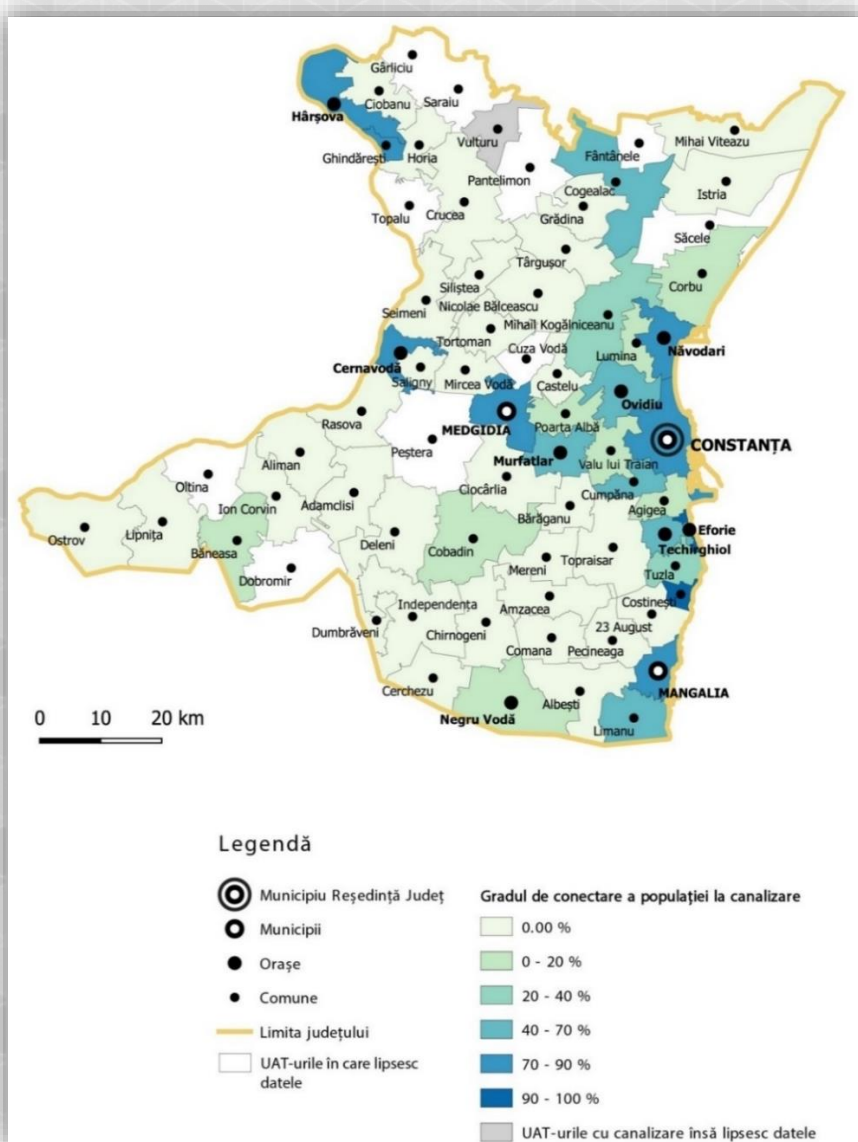 Gârliciu
Saraiu
Ciobanu
Hârșova
Vulturu
Ghindărești
Horia
Pantelimon
Fântânele
Mihai Viteazu
Cogealac
Istria
Topalu
Crucea
Grădina
Săcele
Târgușor
Corbu
Siliștea
Nicolae Bălcescu
Seimeni
Mihail Kogălniceanu
Tortoman
Cuza Vodă
Lumina
Năvodari
Cernavodă
Saligny
Mircea Vodă
Castelu
Ovidiu
Rasova
MEDGIDIA
Poarta Albă
CONSTANȚA
Peștera
Murfatlar
Valu lui Traian
Aliman
Oltina
Ciocârlia
Cumpăna
Ion Corvin
Adamclisi
Bărăganu
Agigea
Eforie
Ostrov
Lipnița
Băneasa
Deleni
Cobadin
Topraisar
Techirghiol
Dobromir
Mereni
Tuzla
Costinești
Independența
Amzacea
Dumbrăveni
Chirnogeni
23 August
Comana
Pecineaga
Cerchezu
MANGALIA
Negru Vodă
Albești
Limanu
0 10 20 km
Legendă
Municipiu Reședință Județ
Municipii
Orașe
Comune
Limita județului
UAT-urile în care lipsesc
datele
Gradul de conectare a populației la canalizare
0.00 %
0 - 20 %
20 - 40 %
40 - 70 %
70 - 90 %
90 - 100 %
UAT-urile cu canalizare însă lipsesc datele